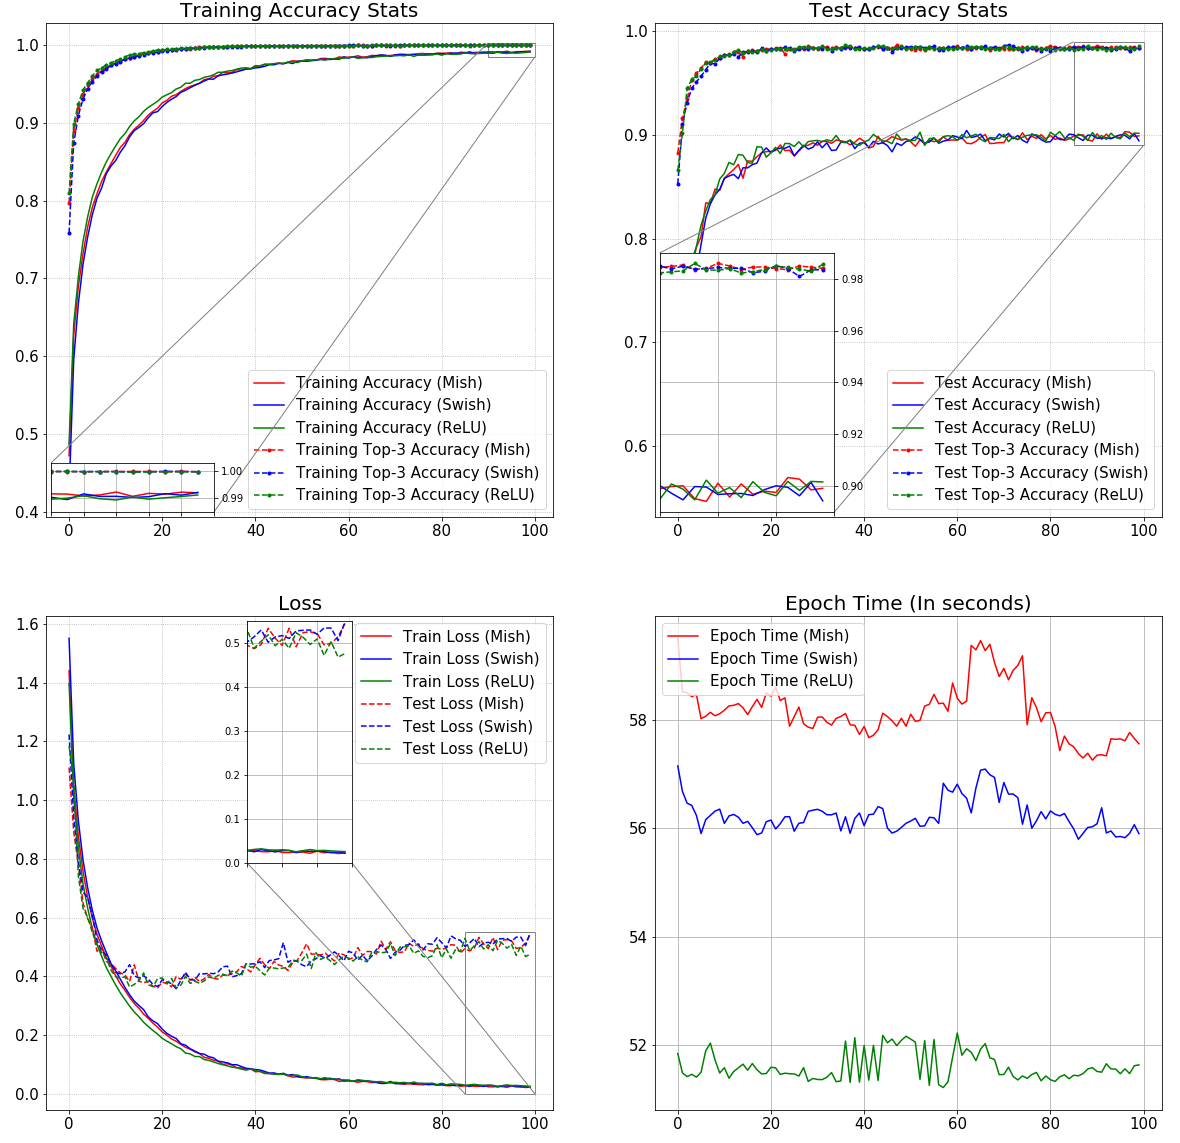 Training Accuracy Stats
1.0
0.9
0.8
0.7
0.6
0.5
0.4
Training Accuracy (Mish)
Training Accuracy (Swish)
Training Accuracy (ReLU)
Training Top-3 Accuracy (Mish)
Training Top-3 Accuracy (Swish)
Training Top-3 Accuracy (ReLU)
1.00
0.99
0 20 40 60 80 100
Test Accuracy Stats
1.0
0.9
0.8
0.7
0.6
0.98
0.96
0.94
0.92
0.90
Test Accuracy (Mish)
Test Accuracy (Swish)
Test Accuracy (ReLU)
Test Top-3 Accuracy (Mish)
Test Top-3 Accuracy (Swish)
Test Top-3 Accuracy (ReLU)
0 20 40 60 80 100
Loss
1.6
1.4
1.2
1.0
0.8
0.6
0.4
0.2
0.0
0.5
0.4
0.3
0.2
0.1
0.0
Train Loss (Mish)
Train Loss (Swish)
Train Loss (ReLU)
Test Loss (Mish)
Test Loss (Swish)
Test Loss (ReLU)
0 20 40 60 80 100
Epoch Time (In seconds)
Epoch Time (Mish)
Epoch Time (Swish)
Epoch Time (ReLU)
58
56
54
52
0 20 40 60 80 100